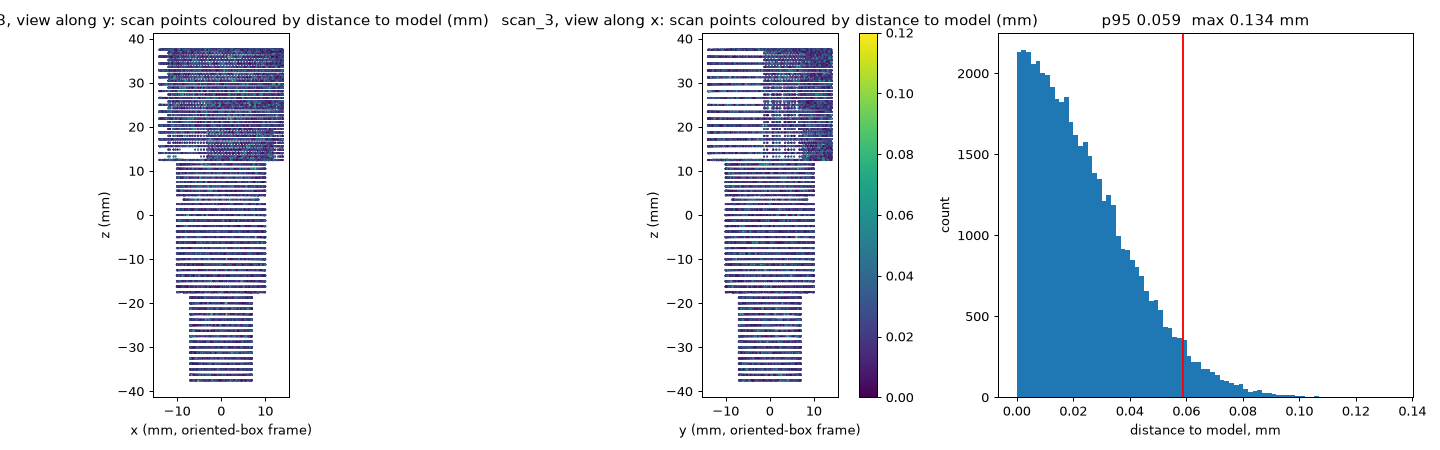 3, view along y: scan points coloured by distance to model (mm)
scan_3, view along x: scan points coloured by distance to model (mm)
p95 0.059  max 0.134 mm
40
30
20
10
0
−10
−20
−30
−40
z (mm)
−10 0 10
x (mm, oriented-box frame)
40
30
20
10
0
−10
−20
−30
−40
z (mm)
−10 0 10
y (mm, oriented-box frame)
0.12
0.10
0.08
0.06
0.04
0.02
0.00
2000
1500
1000
500
0
count
0.00 0.02 0.04 0.06 0.08 0.10 0.12 0.14
distance to model, mm